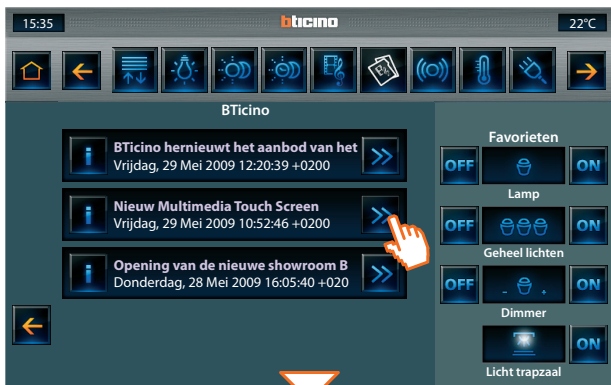 15:35
bticino
22°C
BTicino
BTicino hernieuwt het aanbod van het
Vrijdag, 29 Mei 2009 12:20:39 +0200
Nieuw Multimedia Touch Screen
Vrijdag, 29 Mei 2009 10:52:46 +0200
Opening van de nieuwe showroom B
Donderdag, 28 Mei 2009 16:05:40 +020
Favorieten
OFF ON
Lamp
OFF ON
Geheel lichten
OFF - + ON
Dimmer
ON
Licht trapzaal